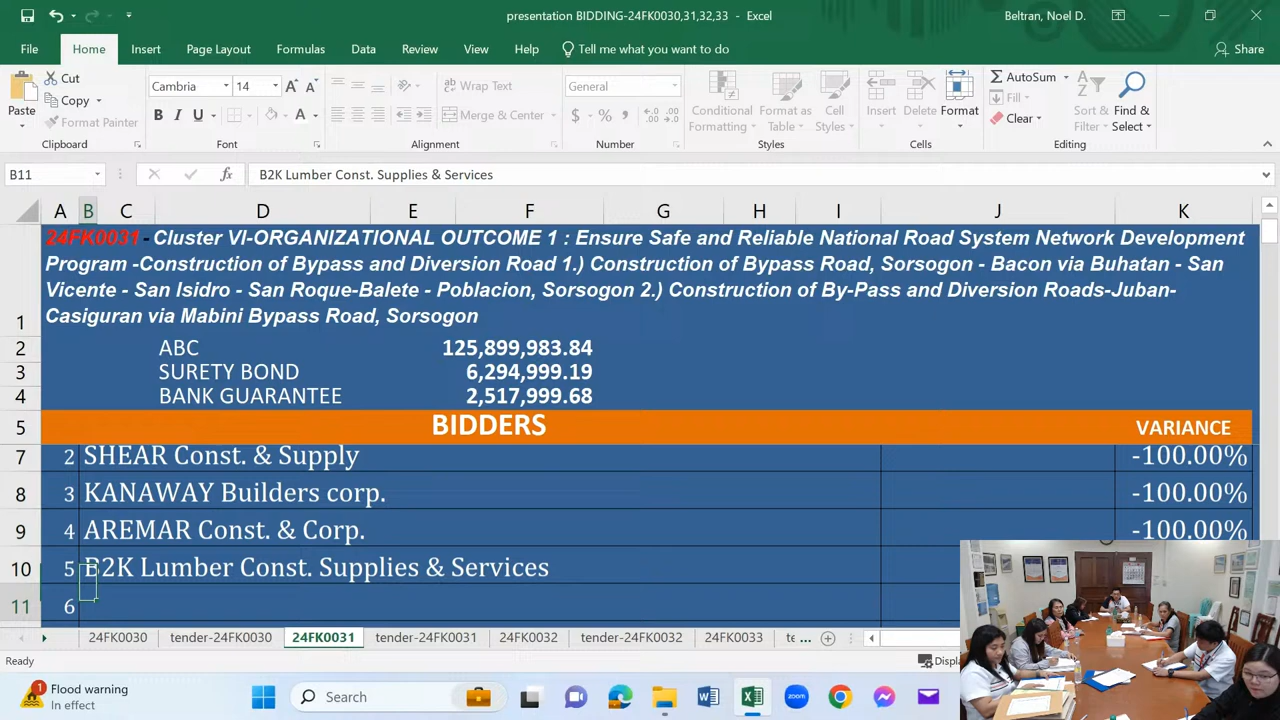 presentation BIDDING-24FK0030,31,32,33 - Excel
Beltran, Noel D.
File Home Insert Page Layout Formulas Data Review View Help Tell me what you want to do Share
Paste
Cut
Copy
Format Painter
Clipboard
Cambria 14
B I U
Font
Wrap Text
Merge & Center
Alignment
General
$ % ,
Number
Conditional Formatting
Format as Table
Cell Styles
Styles
Insert Delete Format
Cells
AutoSum
Fill
Clear
Sort & Filter
Find & Select
Editing
B11 fx B2K Lumber Const. Supplies & Services
A B C D E F G H I J K
24FK0031 - Cluster VI-ORGANIZATIONAL OUTCOME 1 : Ensure Safe and Reliable National Road System Network Development
Program -Construction of Bypass and Diversion Road 1.) Construction of Bypass Road, Sorsogon - Bacon via Buhatan - San
Vicente - San Isidro - San Roque-Balete - Poblacion, Sorsogon 2.) Construction of By-Pass and Diversion Roads-Juban-
1 Casiguran via Mabini Bypass Road, Sorsogon
2 ABC 125,899,983.84
3 SURETY BOND 6,294,999.19
4 BANK GUARANTEE 2,517,999.68
5 BIDDERS VARIANCE
7 2 SHEAR Const. & Supply -100.00%
8 3 KANAWAY Builders corp. -100.00%
9 4 AREMAR Const. & Corp. -100.00%
10 5 B2K Lumber Const. Supplies & Services
11 6
24FK0030 tender-24FK0030 24FK0031 tender-24FK0031 24FK0032 tender-24FK0032 24FK0033 te ...
Ready
Flood warning
In effect
Search